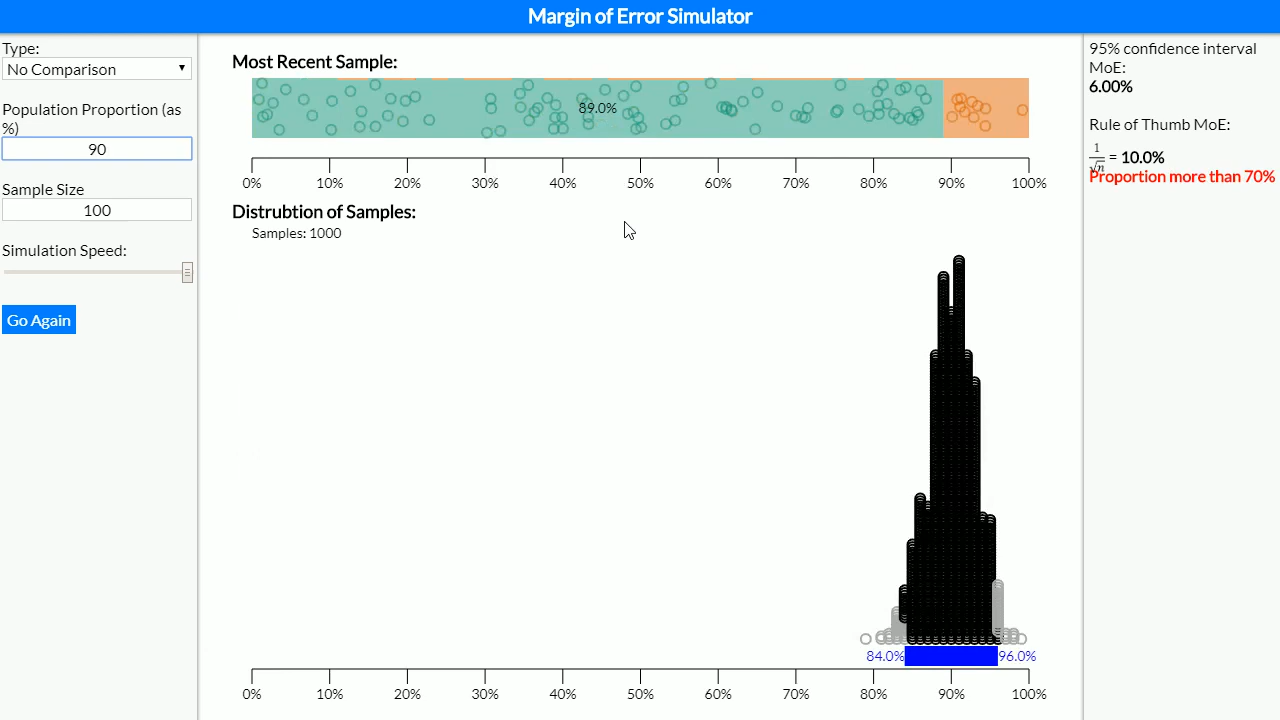 Margin of Error Simulator
Type:
No Comparison
Population Proportion (as
%)
90
Sample Size
100
Simulation Speed:
Go Again
Most Recent Sample:
89.0%
0% 10% 20% 30% 40% 50% 60% 70% 80% 90% 100%
Distrubtion of Samples:
Samples: 1000
84.0% 96.0%
0% 10% 20% 30% 40% 50% 60% 70% 80% 90% 100%
95% confidence interval
MoE:
6.00%
Rule of Thumb MoE:
1/√n = 10.0%
Proportion more than 70%